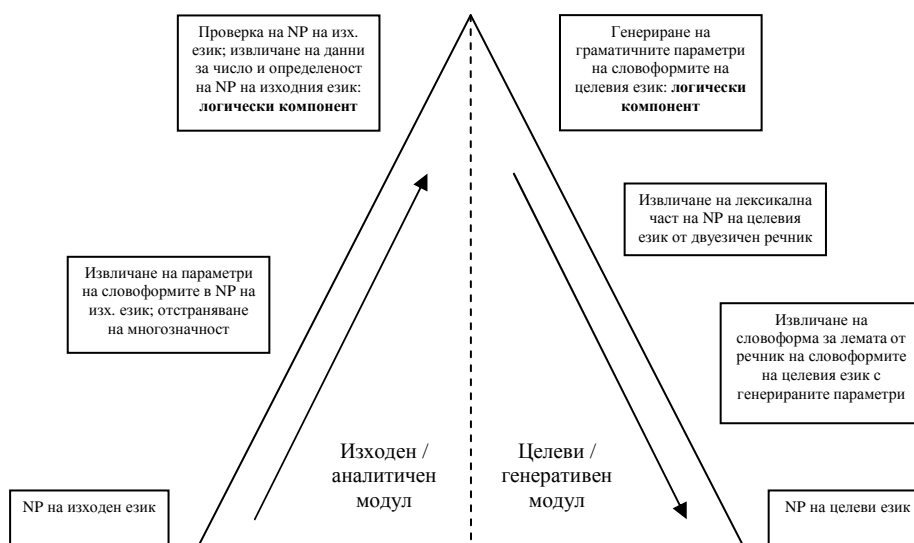 Проверка на NP на изх.
език; извличане на данни
за число и определеност
на NP на изходния език:
логически компонент
Генериране на
граматичните параметри
на словоформите на
целевия език: логически
компонент
Извличане на лексикална
част на NP на целевия
език от двуезичен речник
Извличане на параметри
на словоформите в NP на
изх. език; отстраняване
на многозначност
Извличане на
словоформа за лемата от
речник на словоформите
на целевия език с
генерираните параметри
Изходен /
аналитичен
модул
Целеви /
генеративен
модул
NP на изходен език
NP на целеви език